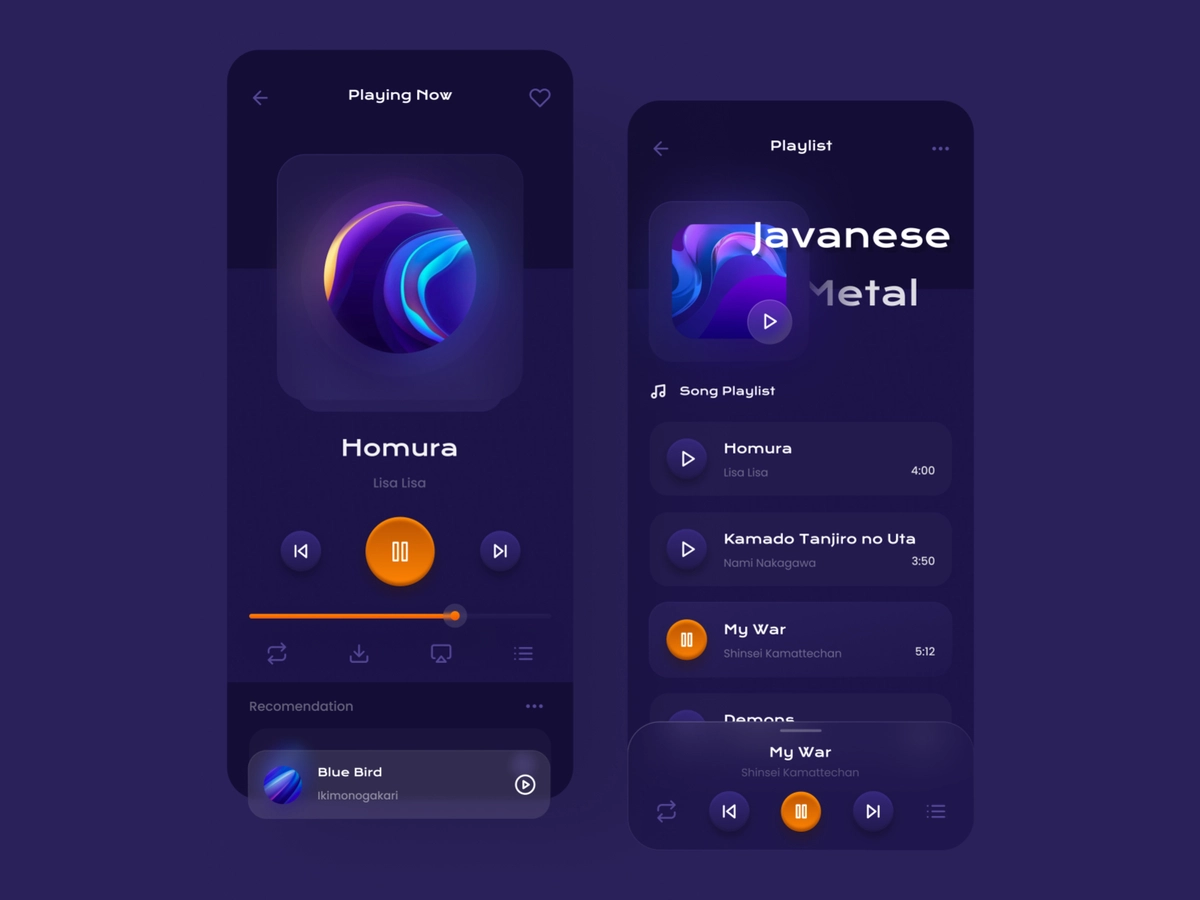 Playing Now
Homura
Lisa Lisa
Recomendation
Blue Bird
Ikimonogakari
Playlist
Javanese
Metal
Song Playlist
Homura
Lisa Lisa
4:00
Kamado Tanjiro no Uta
Nami Nakagawa
3:50
My War
Shinsei Kamattechan
5:12
Demons
My War
Shinsei Kamattechan